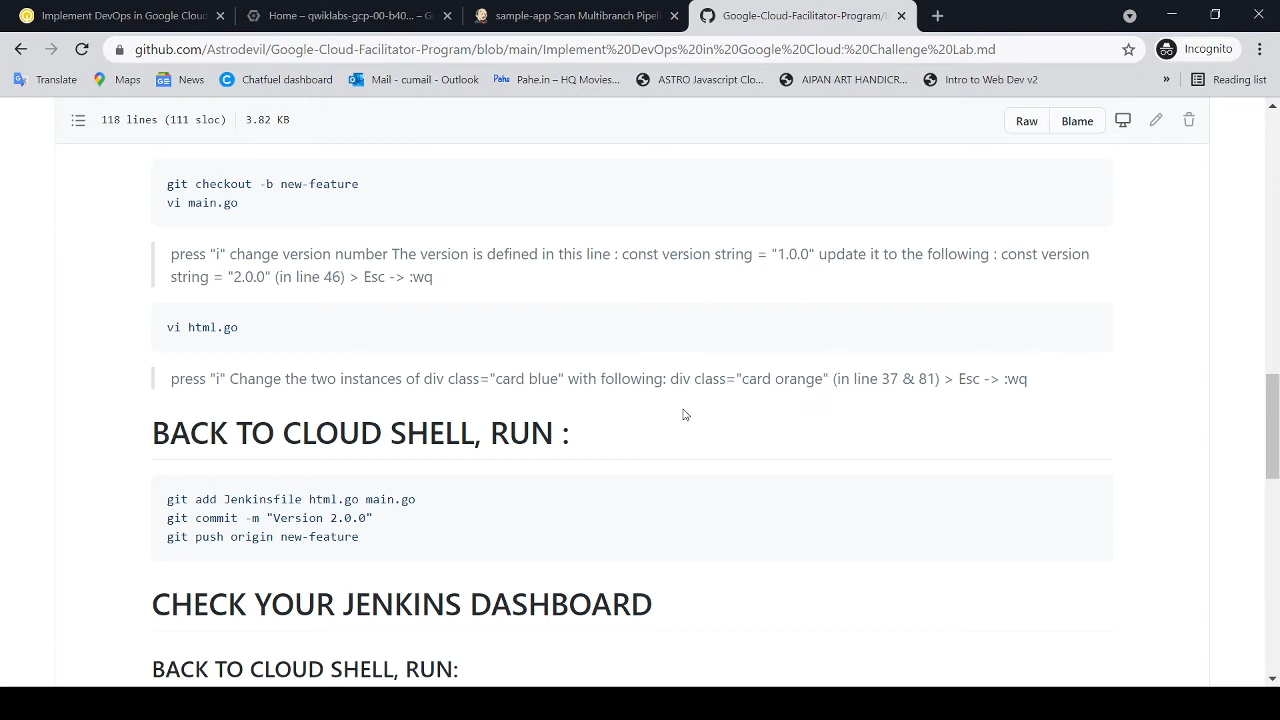 Implement DevOps in Google Cloud
Home – qwiklabs-gcp-00-b40... – G
sample-app Scan Multibranch Pipel
Google-Cloud-Facilitator-Program/I
github.com/Astrodevil/Google-Cloud-Facilitator-Program/blob/main/Implement%20DevOps%20in%20Google%20Cloud:%20Challenge%20Lab.md
Incognito
Translate
Maps
News
Chatfuel dashboard
Mail - cumail - Outlook
Pahe Pahe.in – HQ Movies...
ASTRO Javascript Clo...
AIPAN ART HANDICR...
Intro to Web Dev v2
»
Reading list
118 lines (111 sloc)
3.82 KB
Raw
Blame
git checkout -b new-feature
vi main.go
press "i" change version number The version is defined in this line : const version string = "1.0.0" update it to the following : const version
string = "2.0.0" (in line 46) > Esc -> :wq
vi html.go
press "i" Change the two instances of div class="card blue" with following: div class="card orange" (in line 37 & 81) > Esc -> :wq
BACK TO CLOUD SHELL, RUN :
git add Jenkinsfile html.go main.go
git commit -m "Version 2.0.0"
git push origin new-feature
CHECK YOUR JENKINS DASHBOARD
BACK TO CLOUD SHELL, RUN: